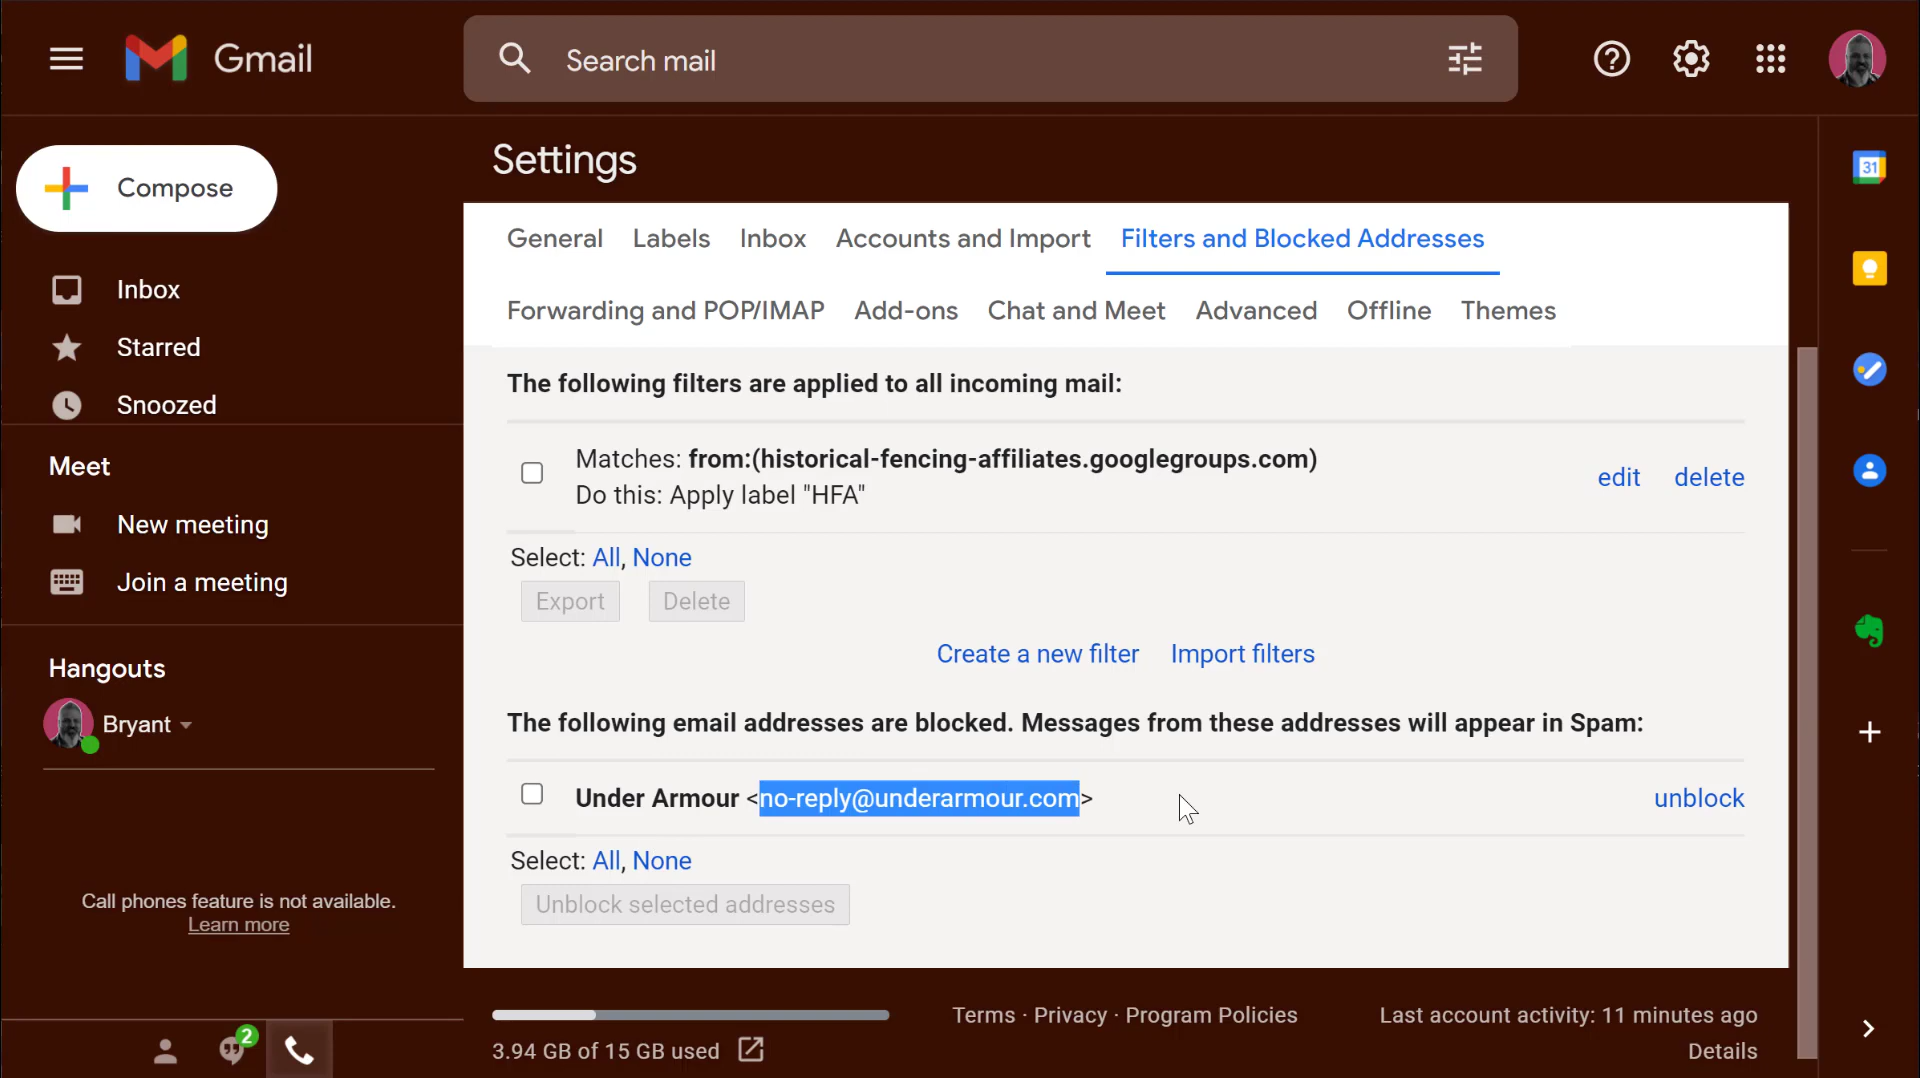 Gmail
Search mail
Compose
Inbox
Starred
Snoozed
Meet
New meeting
Join a meeting
Hangouts
Bryant
Call phones feature is not available.
Learn more
2
Settings
General Labels Inbox Accounts and Import Filters and Blocked Addresses
Forwarding and POP/IMAP Add-ons Chat and Meet Advanced Offline Themes
The following filters are applied to all incoming mail:
Matches: from:(historical-fencing-affiliates.googlegroups.com)
Do this: Apply label "HFA"
edit delete
Select: All, None
Export Delete
Create a new filter Import filters
The following email addresses are blocked. Messages from these addresses will appear in Spam:
Under Armour <no-reply@underarmour.com> unblock
Select: All, None
Unblock selected addresses
3.94 GB of 15 GB used
Terms · Privacy · Program Policies
Last account activity: 11 minutes ago
Details
31